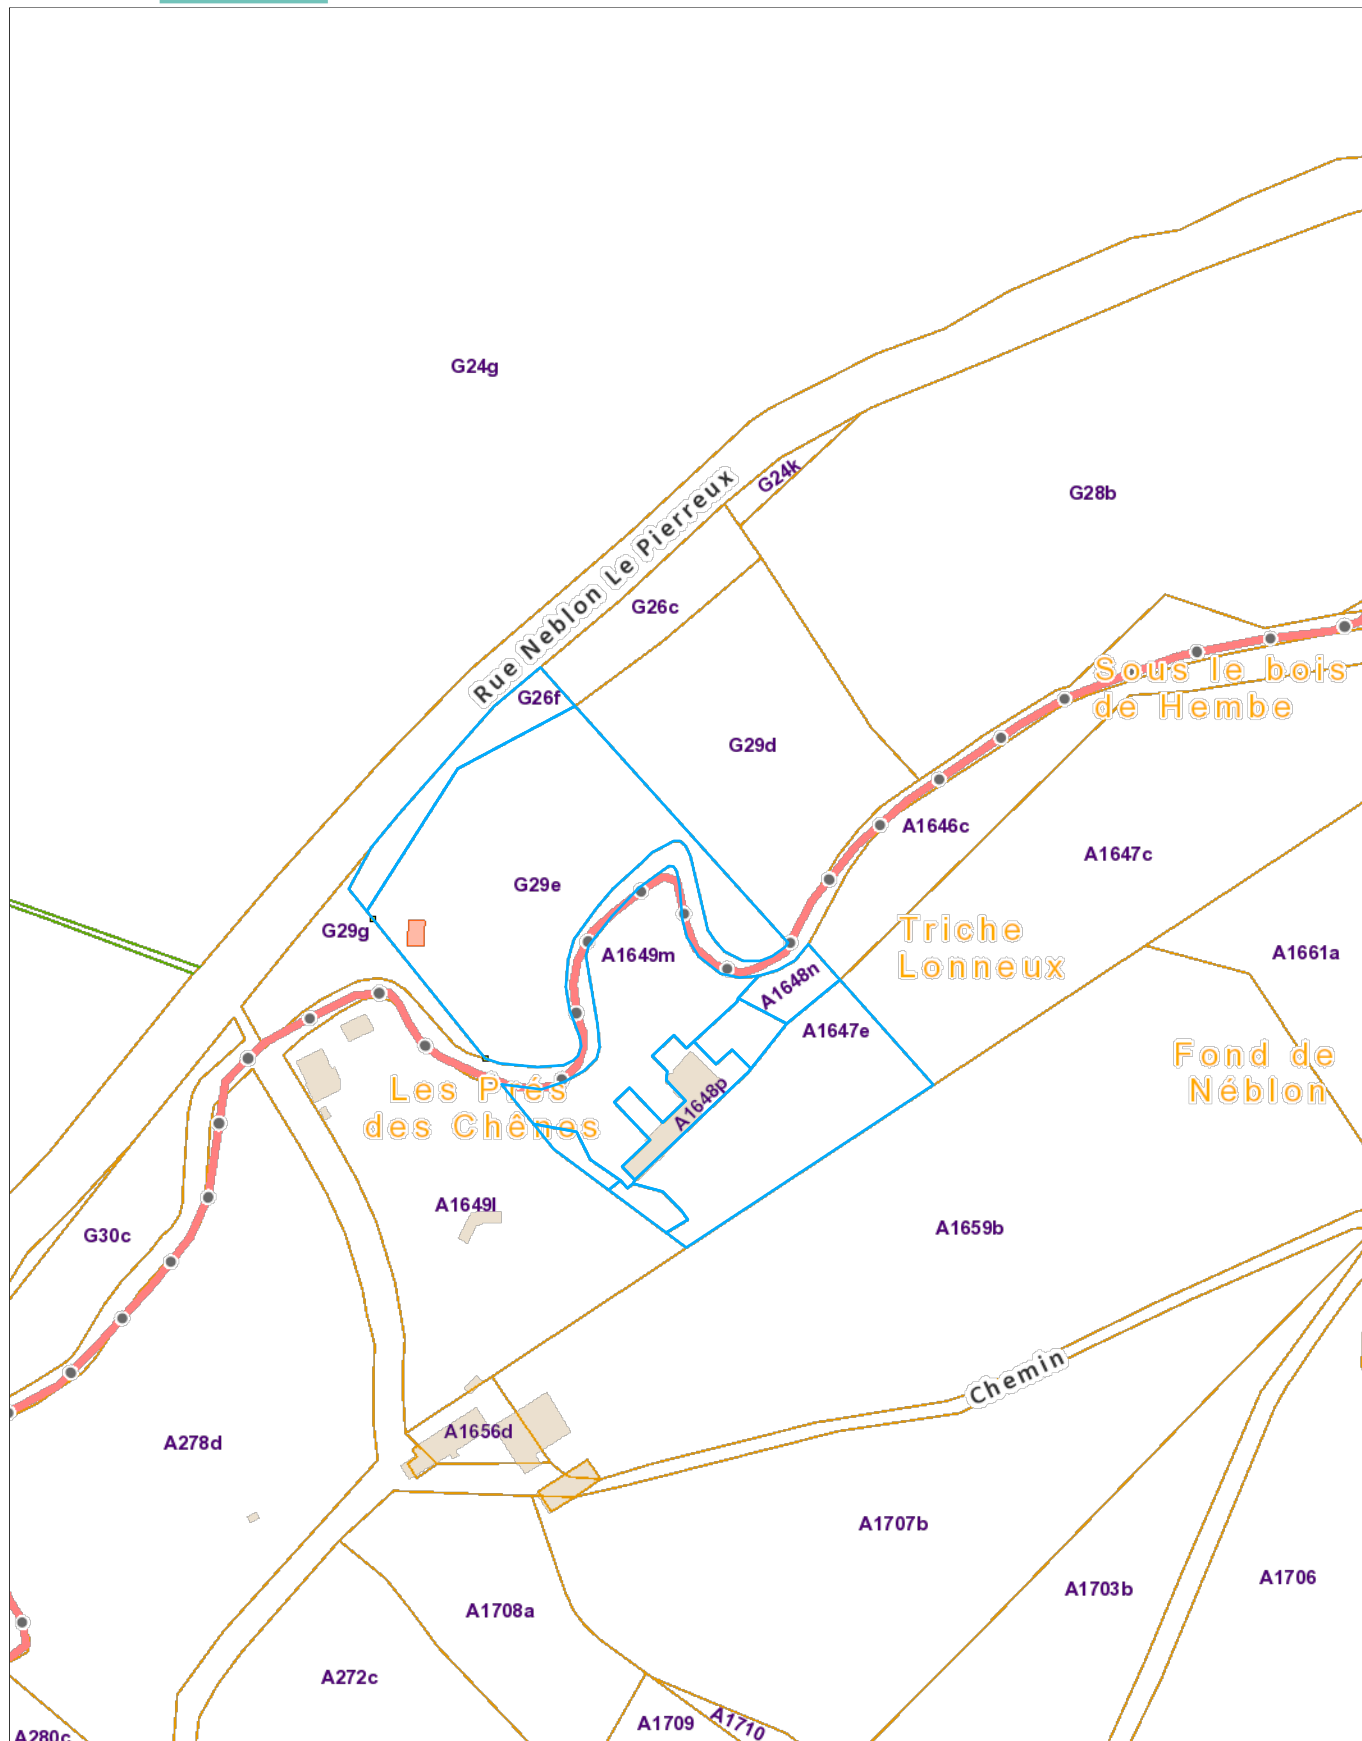 G24g
G24k
G28b
Rue Neblon Le Pierreux
G26c
Sous le bois
de Hembe
G26f
G29d
A1646c
A1647c
G29e
Triche
Lonneux
G29g
A1649m
A1661a
A1648n
A1647e
Fond de
Néblon
Les Prés
des Chênes
A1648p
A1649l
G30c
A1659b
Chemin
A1656d
A278d
A1707b
A1706
A1703b
A1708a
A272c
A1709
A1710
A280c